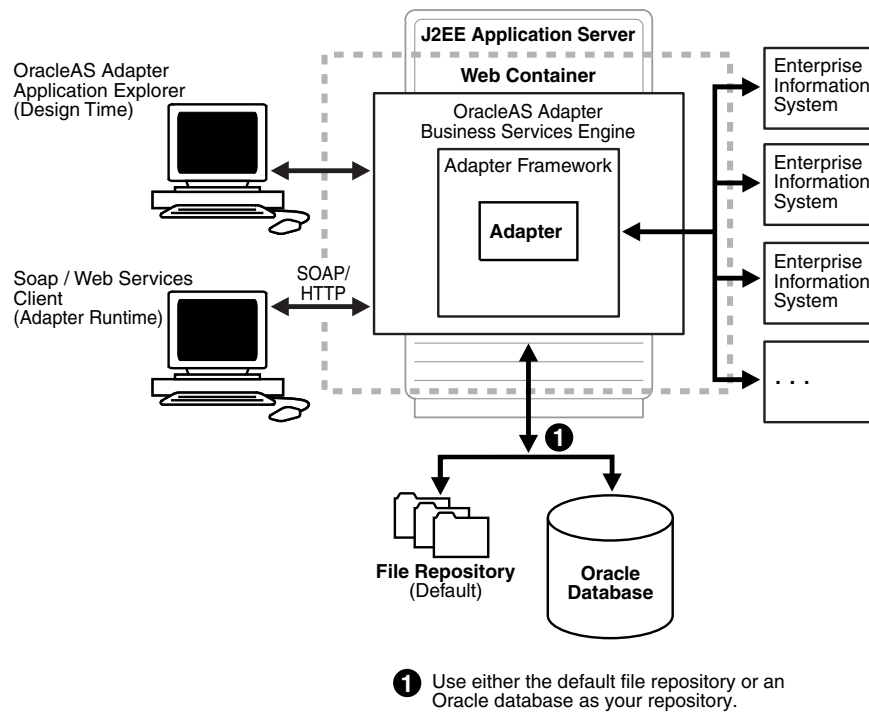 J2EE Application Server
Web Container
OracleAS Adapter
Application Explorer
(Design Time)
OracleAS Adapter
Business Services Engine
Adapter Framework
Adapter
Enterprise
Information
System
Enterprise
Information
System
Enterprise
Information
System
. . .
Soap / Web Services
Client
(Adapter Runtime)
SOAP/
HTTP
1
File Repository
(Default)
Oracle
Database
1 Use either the default file repository or an
Oracle database as your repository.